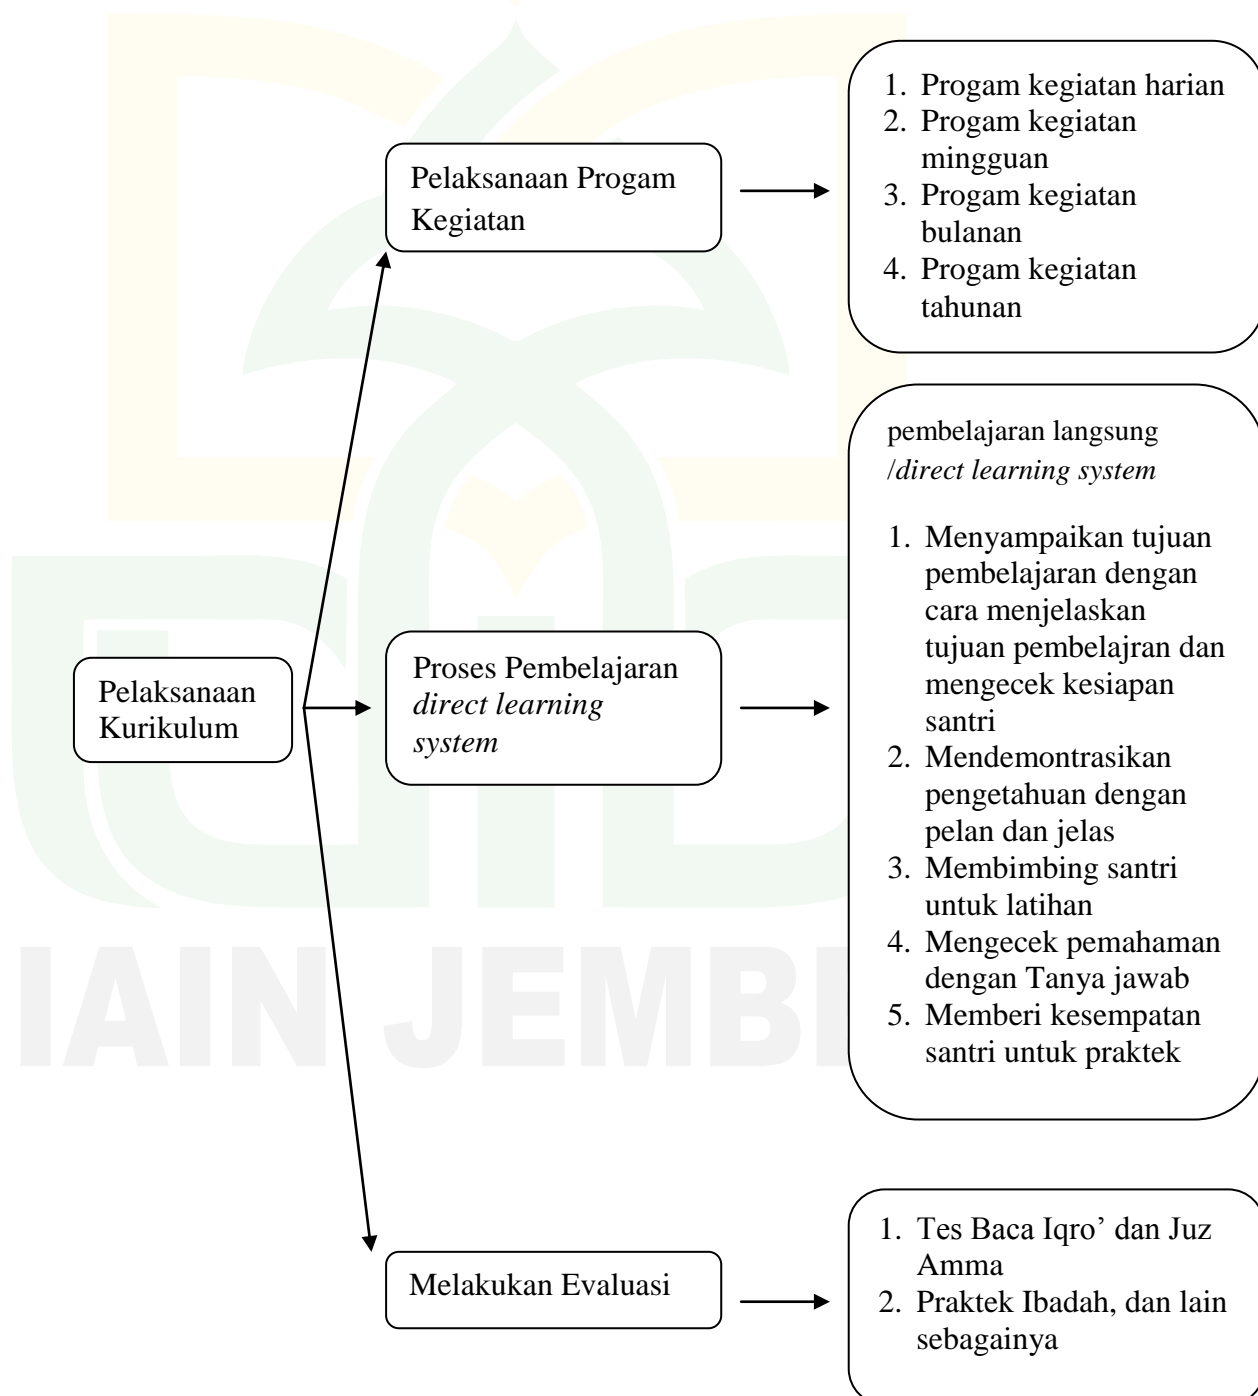 1. Progam kegiatan harian
2. Progam kegiatan
mingguan
3. Progam kegiatan
bulanan
4. Progam kegiatan
tahunan
Pelaksanaan Progam
Kegiatan
pembelajaran langsung
/direct learning system
1. Menyampaikan tujuan
pembelajaran dengan
cara menjelaskan
tujuan pembelajran dan
mengecek kesiapan
santri
2. Mendemontrasikan
pengetahuan dengan
pelan dan jelas
3. Membimbing santri
untuk latihan
4. Mengecek pemahaman
dengan Tanya jawab
5. Memberi kesempatan
santri untuk praktek
Proses Pembelajaran
direct learning
system
Pelaksanaan
Kurikulum
IAIN JEMB
Melakukan Evaluasi
1. Tes Baca Iqro’ dan Juz
Amma
2. Praktek Ibadah, dan lain
sebagainya